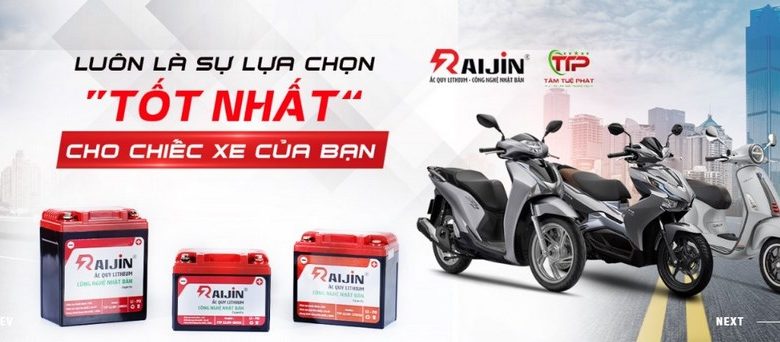 LUÔN LÀ SỰ LỰA CHỌN
"TỐT NHẤT“
CHO CHIẾC XE CỦA BẠN
RAIJIN®
ẮC QUY LITHIUM - CÔNG NGHỆ NHẬT BẢN
TTP
TÂM TUỆ PHÁT
RAIJIN®
ẮC QUY LITHIUM
CÔNG NGHỆ NHẬT BẢN
RAIJIN®
ẮC QUY LITHIUM
CÔNG NGHỆ NHẬT BẢN
RAIJIN®
ẮC QUY LITHIUM
CÔNG NGHỆ NHẬT BẢN
EV
NEXT